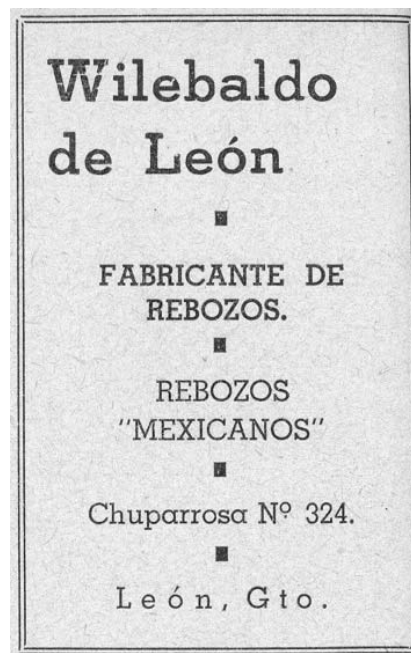 Wilebaldo
de León
FABRICANTE DE
REBOZOS.
REBOZOS
"MEXICANOS"
Chuparrosa Nº 324.
León, Gto.